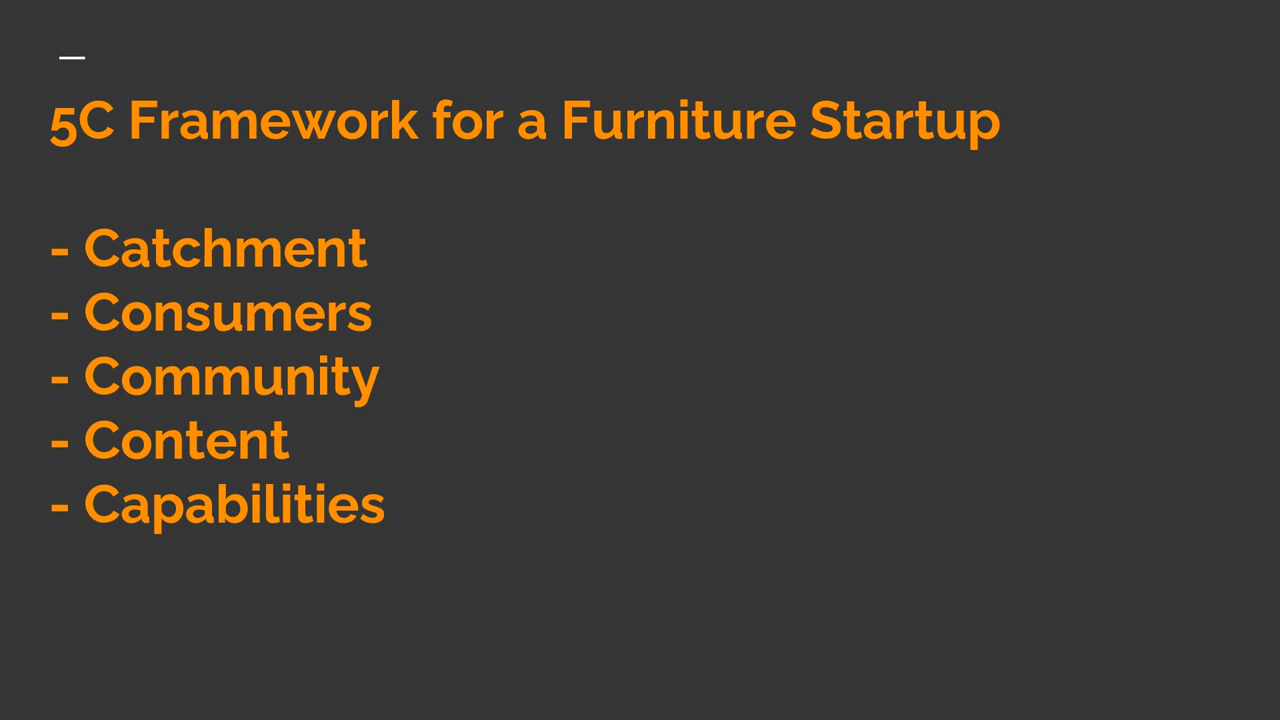 5C Framework for a Furniture Startup
- Catchment
- Consumers
- Community
- Content
- Capabilities